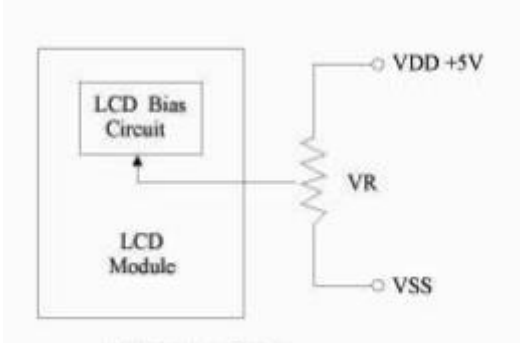 LCD Bias
Circuit
LCD
Module
VDD +5V
VR
VSS